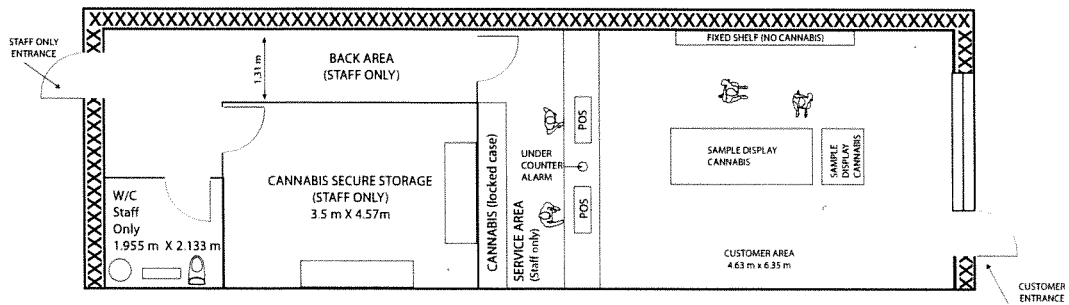 STAFF ONLY
ENTRANCE
1.31 m
BACK AREA
(STAFF ONLY)
FIXED SHELF (NO CANNABIS)
POS
UNDER
COUNTER
ALARM
POS
SAMPLE DISPLAY
CANNABIS
SAMPLE
DISPLAY
CANNABIS
CANNABIS SECURE STORAGE
(STAFF ONLY)
3.5 m X 4.57m
CANNABIS (locked case)
SERVICE AREA
(Staff only)
W/C
Staff
Only
1.955 m X 2.133 m
CUSTOMER AREA
4.63 m x 6.35 m
CUSTOMER
ENTRANCE